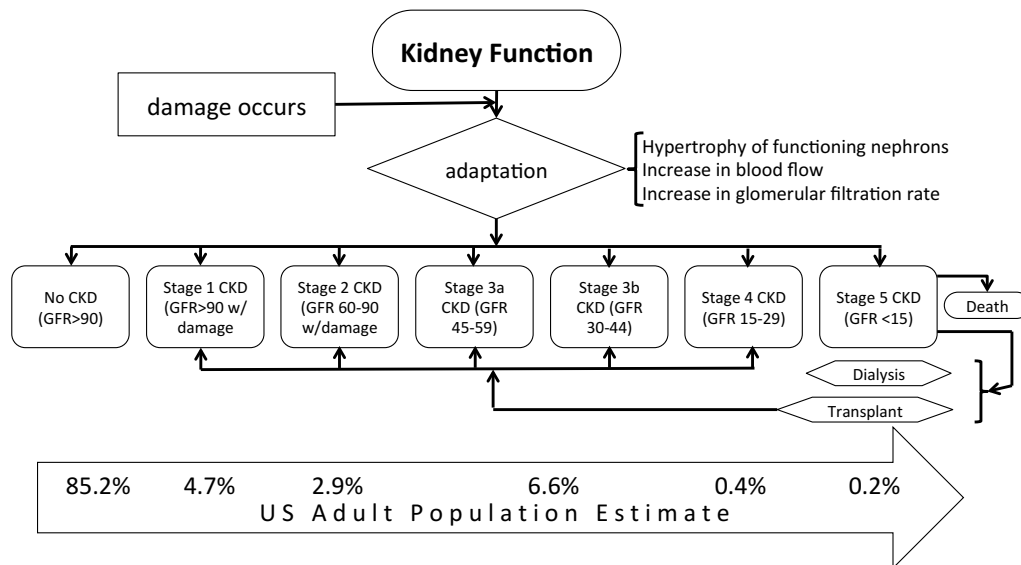 Kidney Function
damage occurs
adaptation
Hypertrophy of functioning nephrons
Increase in blood flow
Increase in glomerular filtration rate
No CKD
(GFR>90)
Stage 1 CKD
(GFR>90 w/
damage
Stage 2 CKD
(GFR 60-90
w/damage
Stage 3a
CKD (GFR
45-59)
Stage 3b
CKD (GFR
30-44)
Stage 4 CKD
(GFR 15-29)
Stage 5 CKD
(GFR <15)
Death
Dialysis
Transplant
85.2% 4.7% 2.9% 6.6% 0.4% 0.2%
US Adult Population Estimate